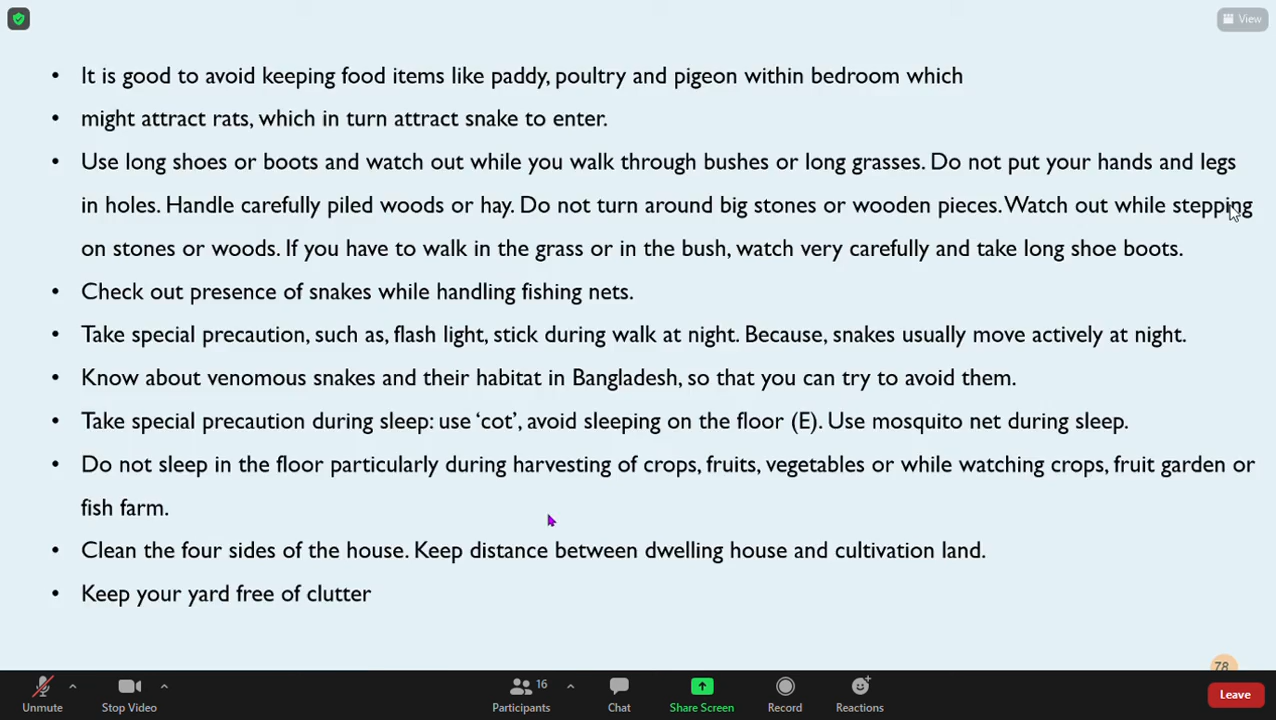 View
• It is good to avoid keeping food items like paddy, poultry and pigeon within bedroom which
• might attract rats, which in turn attract snake to enter.
• Use long shoes or boots and watch out while you walk through bushes or long grasses. Do not put your hands and legs
in holes. Handle carefully piled woods or hay. Do not turn around big stones or wooden pieces. Watch out while stepping
on stones or woods. If you have to walk in the grass or in the bush, watch very carefully and take long shoe boots.
• Check out presence of snakes while handling fishing nets.
• Take special precaution, such as, flash light, stick during walk at night. Because, snakes usually move actively at night.
• Know about venomous snakes and their habitat in Bangladesh, so that you can try to avoid them.
• Take special precaution during sleep: use ‘cot’, avoid sleeping on the floor (E). Use mosquito net during sleep.
• Do not sleep in the floor particularly during harvesting of crops, fruits, vegetables or while watching crops, fruit garden or
fish farm.
• Clean the four sides of the house. Keep distance between dwelling house and cultivation land.
• Keep your yard free of clutter
78
16
Unmute Stop Video Participants Chat Share Screen Record Reactions Leave